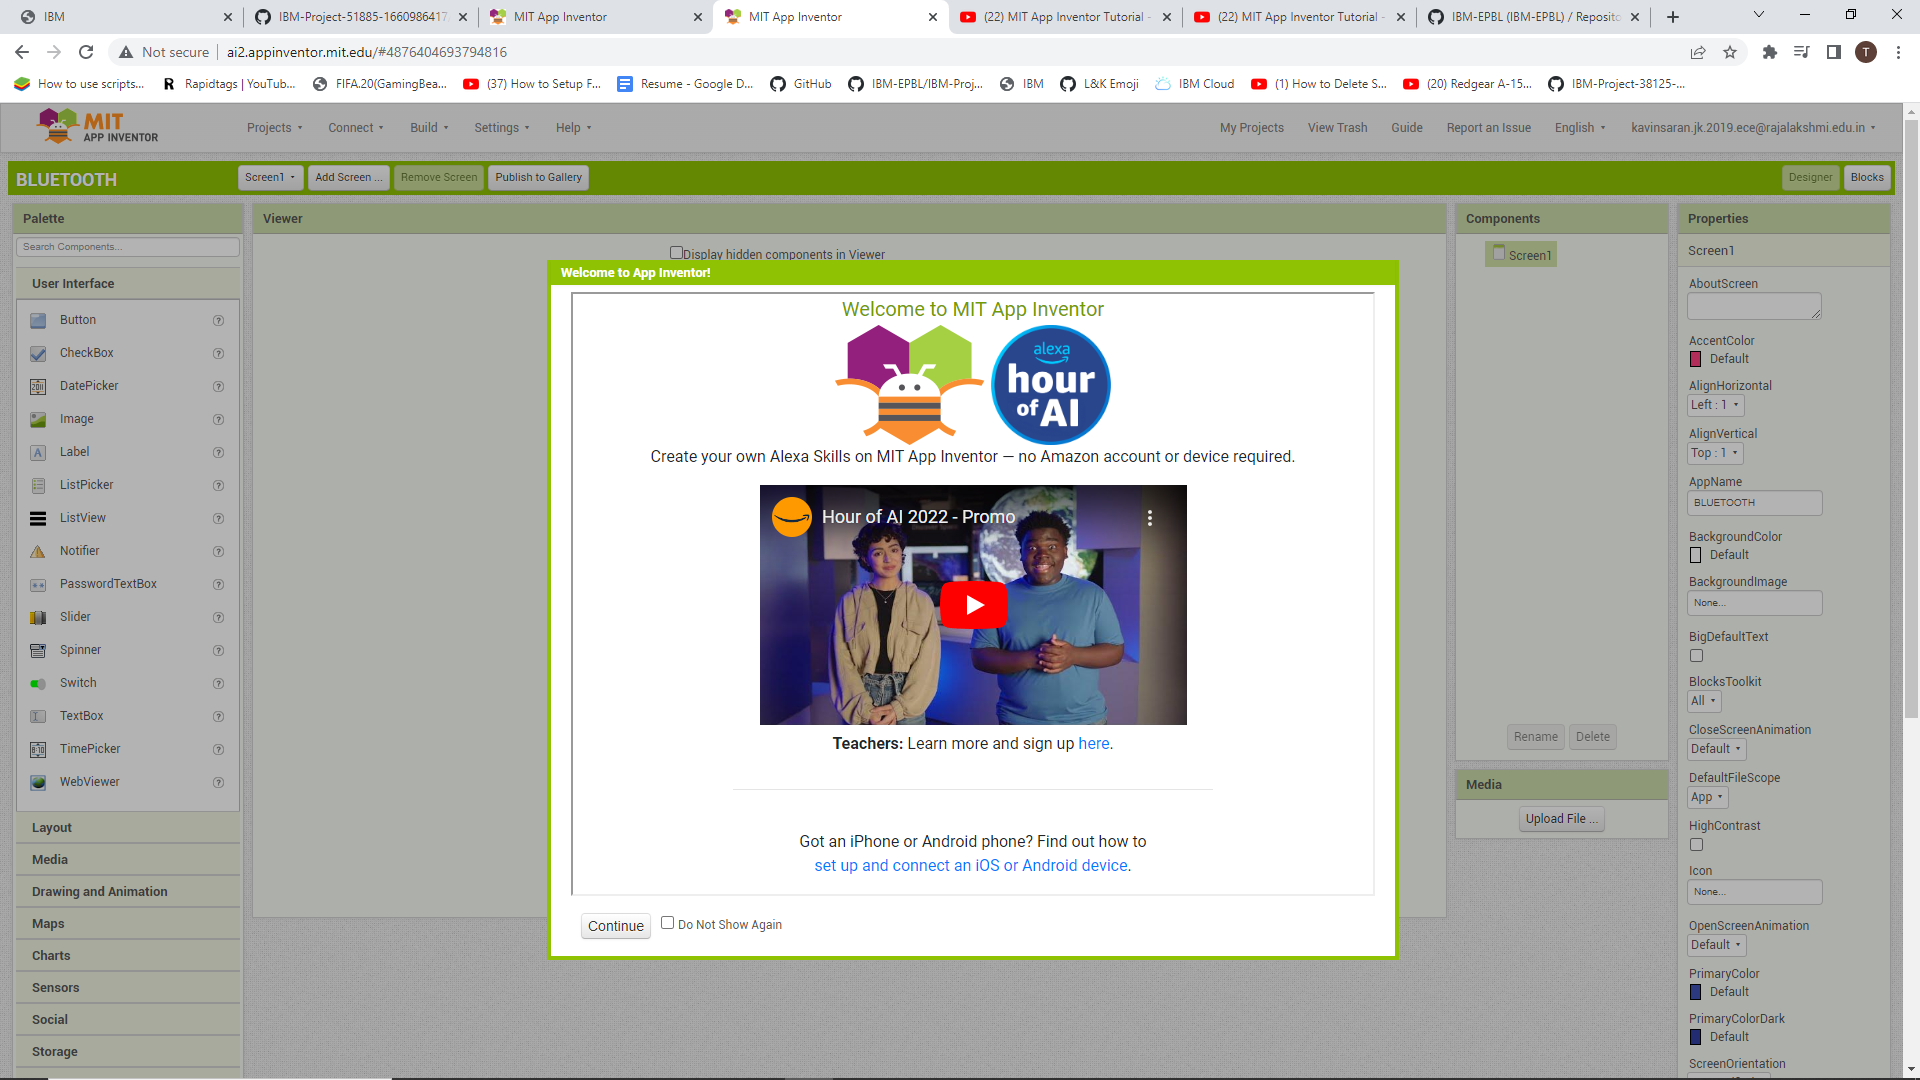 IBM
IBM-Project-51885-1660986417
MIT App Inventor
MIT App Inventor
(22) MIT App Inventor Tutorial -
(22) MIT App Inventor Tutorial -
IBM-EPBL (IBM-EPBL) / Reposito
Not secure
ai2.appinventor.mit.edu/#4876404693794816
T
How to use scripts...
Rapidtags | YouTub...
FIFA.20(GamingBea...
(37) How to Setup F...
Resume - Google D...
GitHub
IBM-EPBL/IBM-Proj...
IBM
L&K Emoji
IBM Cloud
(1) How to Delete S...
(20) Redgear A-15...
IBM-Project-38125-...
MIT
APP INVENTOR
Projects
Connect
Build
Settings
Help
My Projects
View Trash
Guide
Report an Issue
English
kavinsaran.jk.2019.ece@rajalakshmi.edu.in
BLUETOOTH
Screen1
Add Screen ...
Remove Screen
Publish to Gallery
Designer
Blocks
Palette
Search Components...
User Interface
Button
CheckBox
DatePicker
Image
Label
ListPicker
ListView
Notifier
PasswordTextBox
Slider
Spinner
Switch
TextBox
TimePicker
WebViewer
Layout
Media
Drawing and Animation
Maps
Charts
Sensors
Social
Storage
Viewer
Display hidden components in Viewer
Welcome to App Inventor!
Welcome to MIT App Inventor
alexa
hour
of AI
Create your own Alexa Skills on MIT App Inventor — no Amazon account or device required.
Hour of AI 2022 - Promo
Teachers: Learn more and sign up here.
Got an iPhone or Android phone? Find out how to
set up and connect an iOS or Android device.
Continue
Do Not Show Again
Components
Screen1
Rename
Delete
Media
Upload File ...
Properties
Screen1
AboutScreen
AccentColor
Default
AlignHorizontal
Left : 1
AlignVertical
Top : 1
AppName
BLUETOOTH
BackgroundColor
Default
BackgroundImage
None...
BigDefaultText
BlocksToolkit
All
CloseScreenAnimation
Default
DefaultFileScope
App
HighContrast
Icon
None...
OpenScreenAnimation
Default
PrimaryColor
Default
PrimaryColorDark
Default
ScreenOrientation